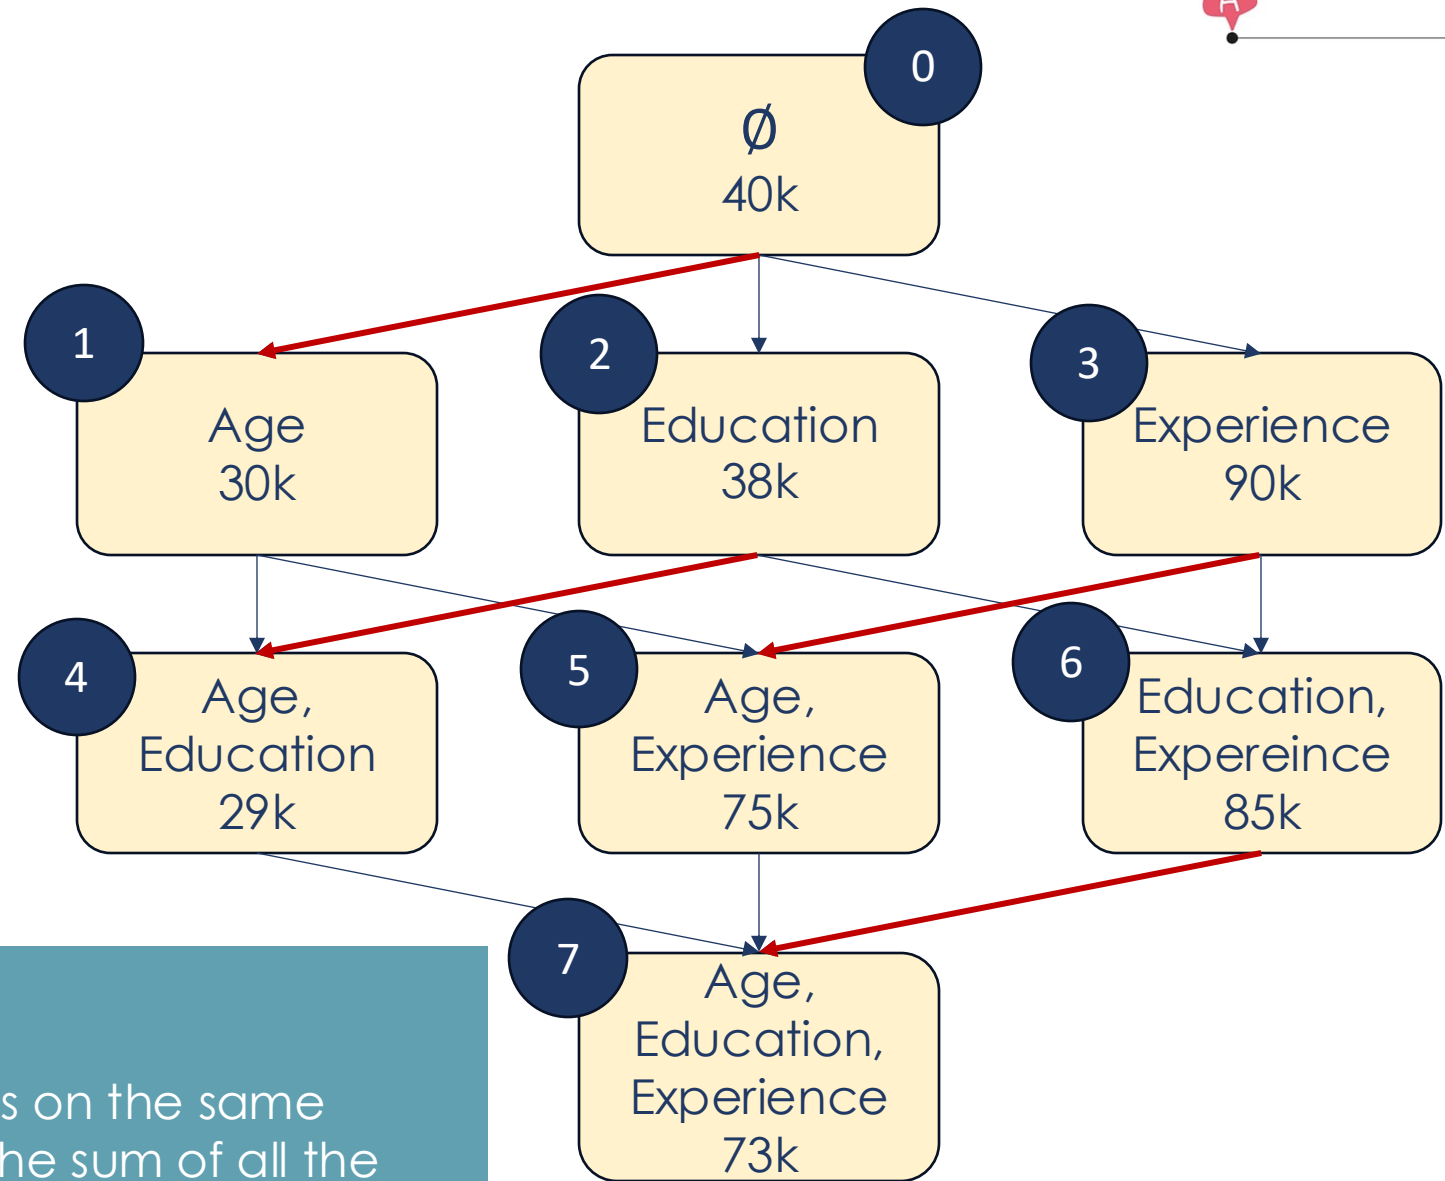 A
0
Ø
40k
1
Age
30k
2
Education
38k
3
Experience
90k
4
Age,
Education
29k
5
Age,
Experience
75k
6
Education,
Expereince
85k
7
Age,
Education,
Experience
73k
s on the same
he sum of all the